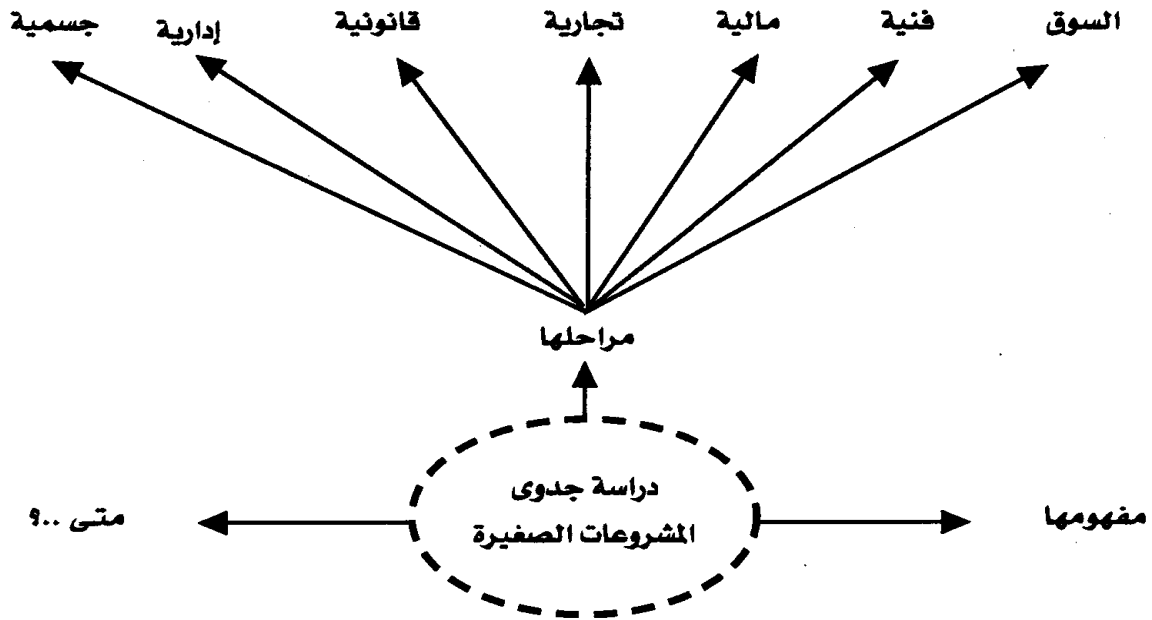 السوق فنية مالية تجارية قانونية إدارية جسمية
مراحلها
دراسة جدوى
المشروعات الصغيرة
مفهومها
متى ..؟